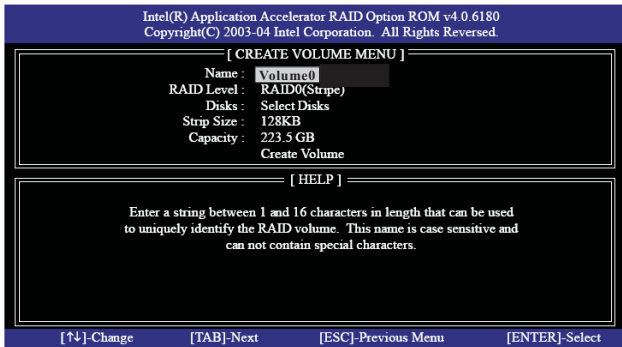 Intel(R) Application Accelerator RAID Option ROM v4.0.6180
Copyright(C) 2003-04 Intel Corporation. All Rights Reversed.
[ CREATE VOLUME MENU ]
Name : Volume0
RAID Level : RAID0(Stripe)
Disks : Select Disks
Strip Size : 128KB
Capacity : 223.5 GB
Create Volume
[ HELP ]
Enter a string between 1 and 16 characters in length that can be used
to uniquely identify the RAID volume. This name is case sensitive and
can not contain special characters.
[↑↓]-Change [TAB]-Next [ESC]-Previous Menu [ENTER]-Select